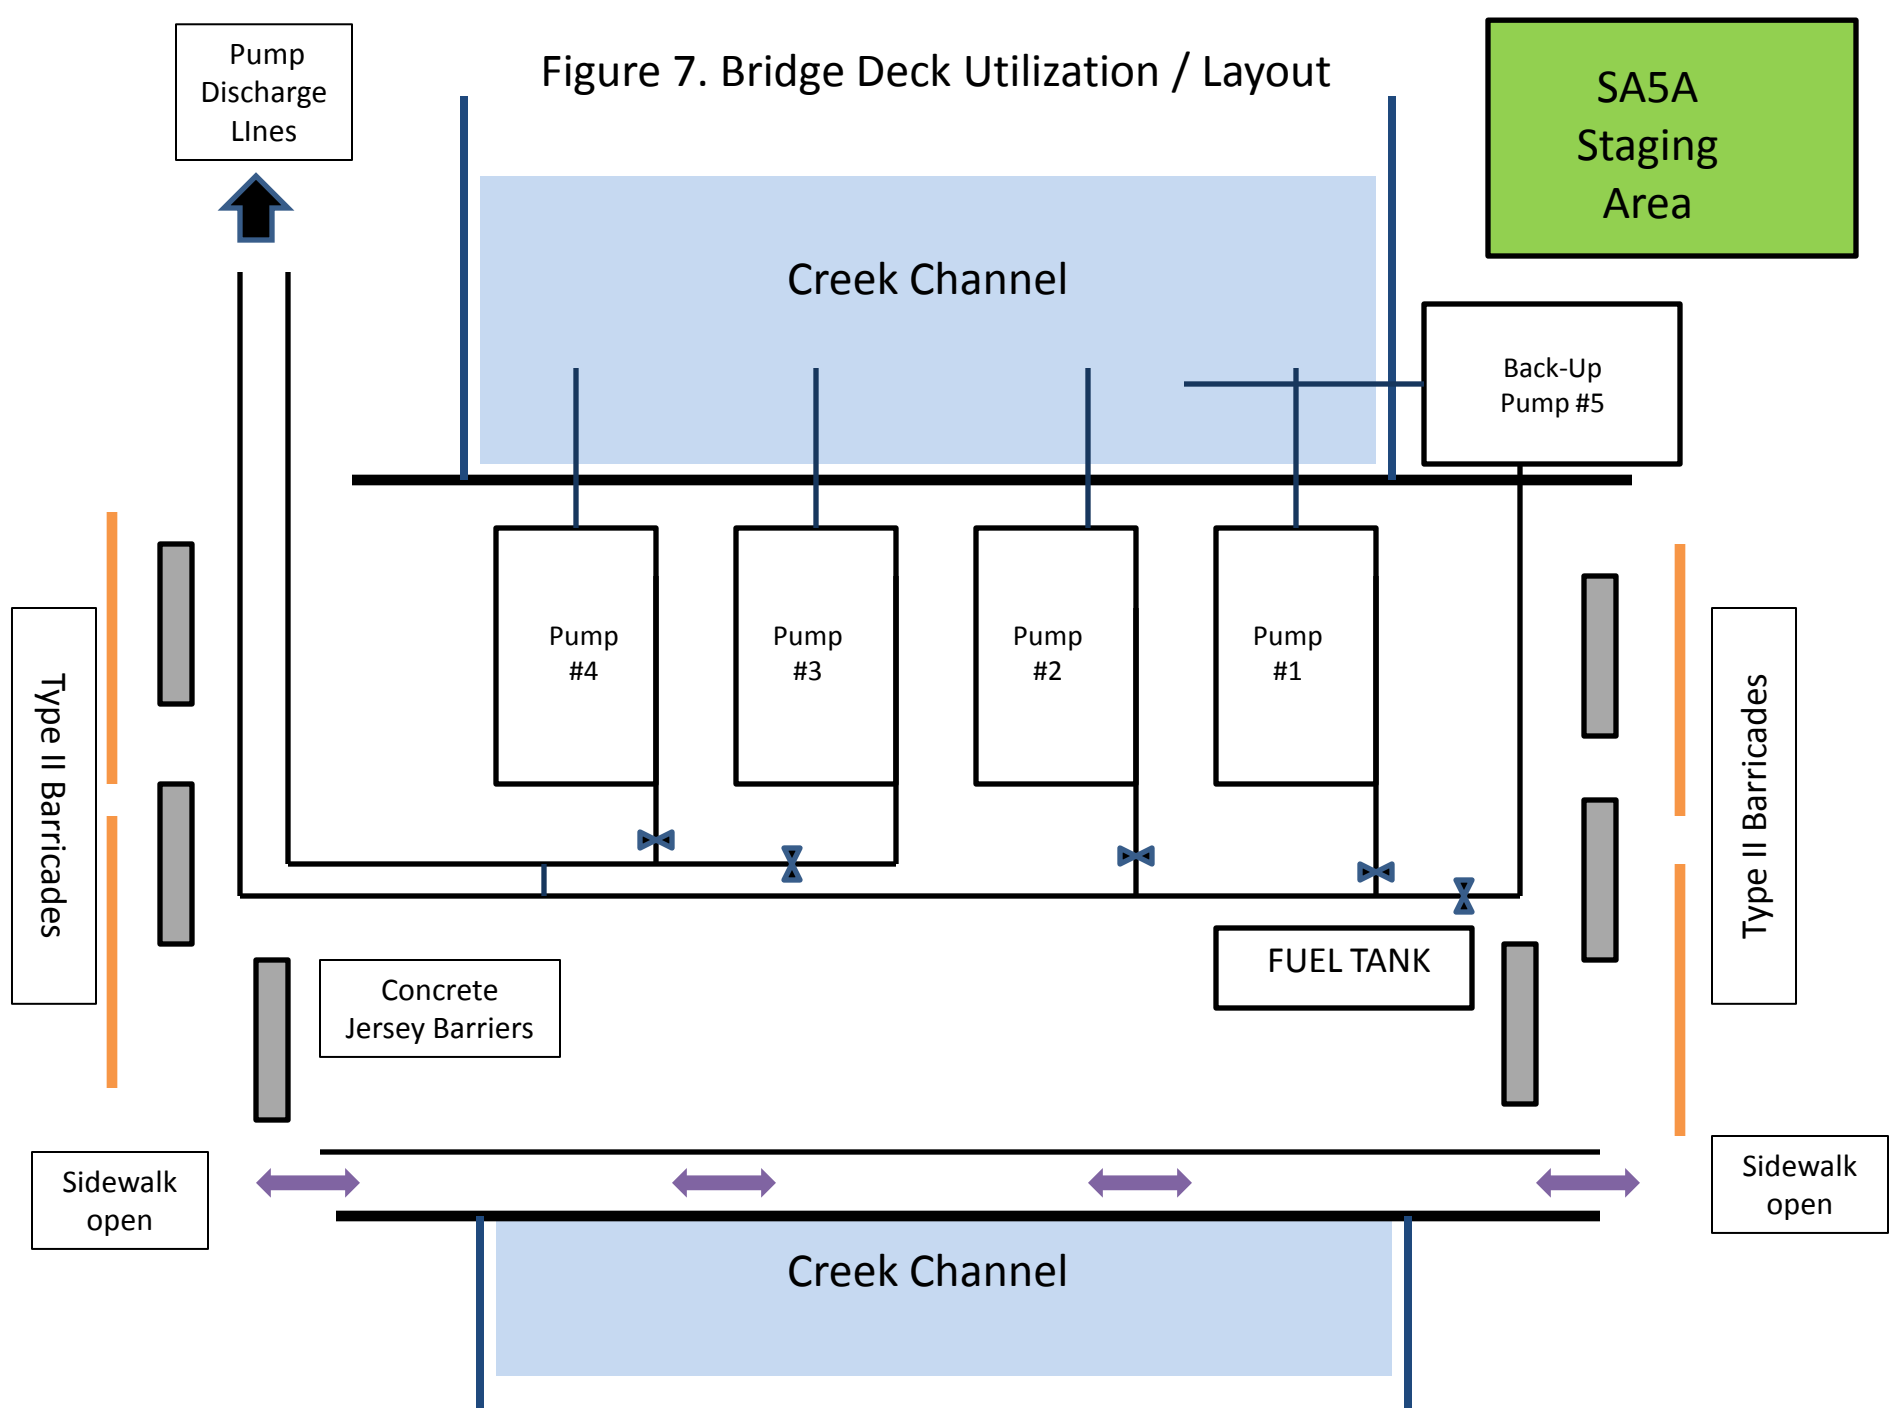 Pump
Discharge
LInes
Figure 7. Bridge Deck Utilization / Layout
SA5A
Staging
Area
Creek Channel
Back-Up
Pump #5
Pump
#4
Pump
#3
Pump
#2
Pump
#1
Type II Barricades
Type II Barricades
FUEL TANK
Concrete
Jersey Barriers
Sidewalk
open
Sidewalk
open
Creek Channel